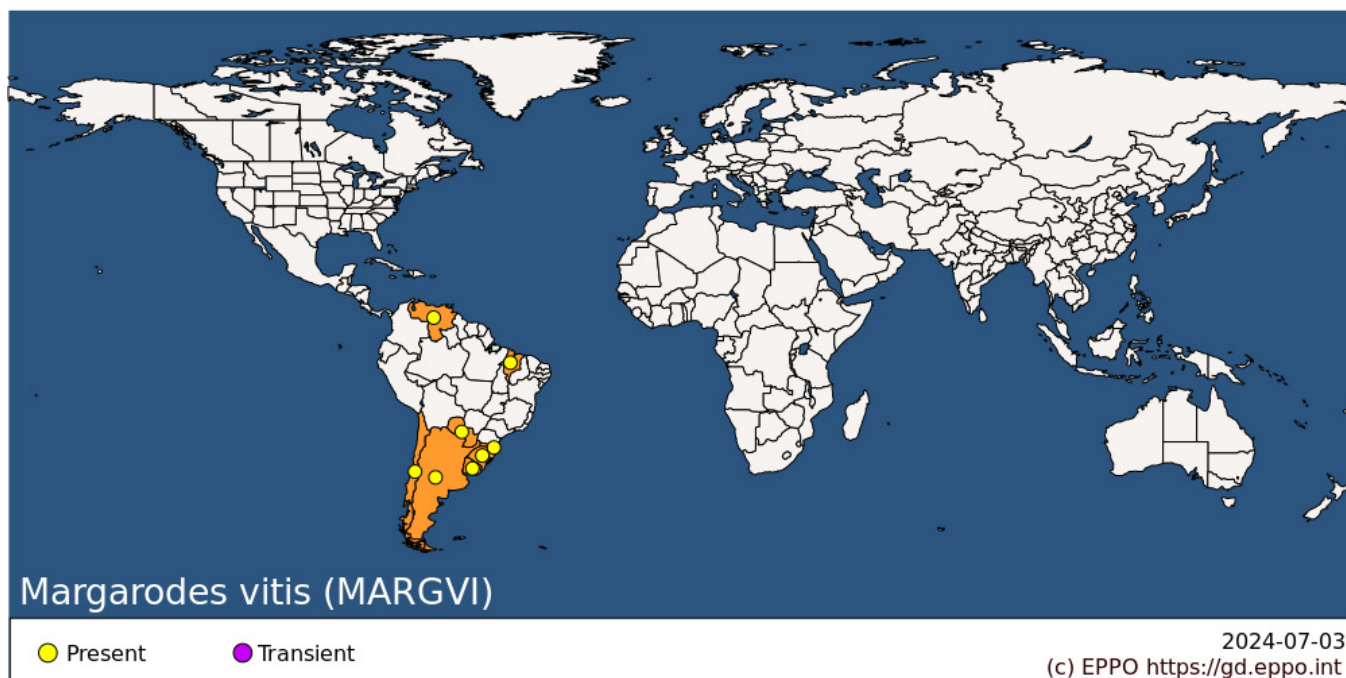 Margarodes vitis (MARGVI)
Present
Transient
2024-07-03
(c) EPPO https://gd.eppo.int